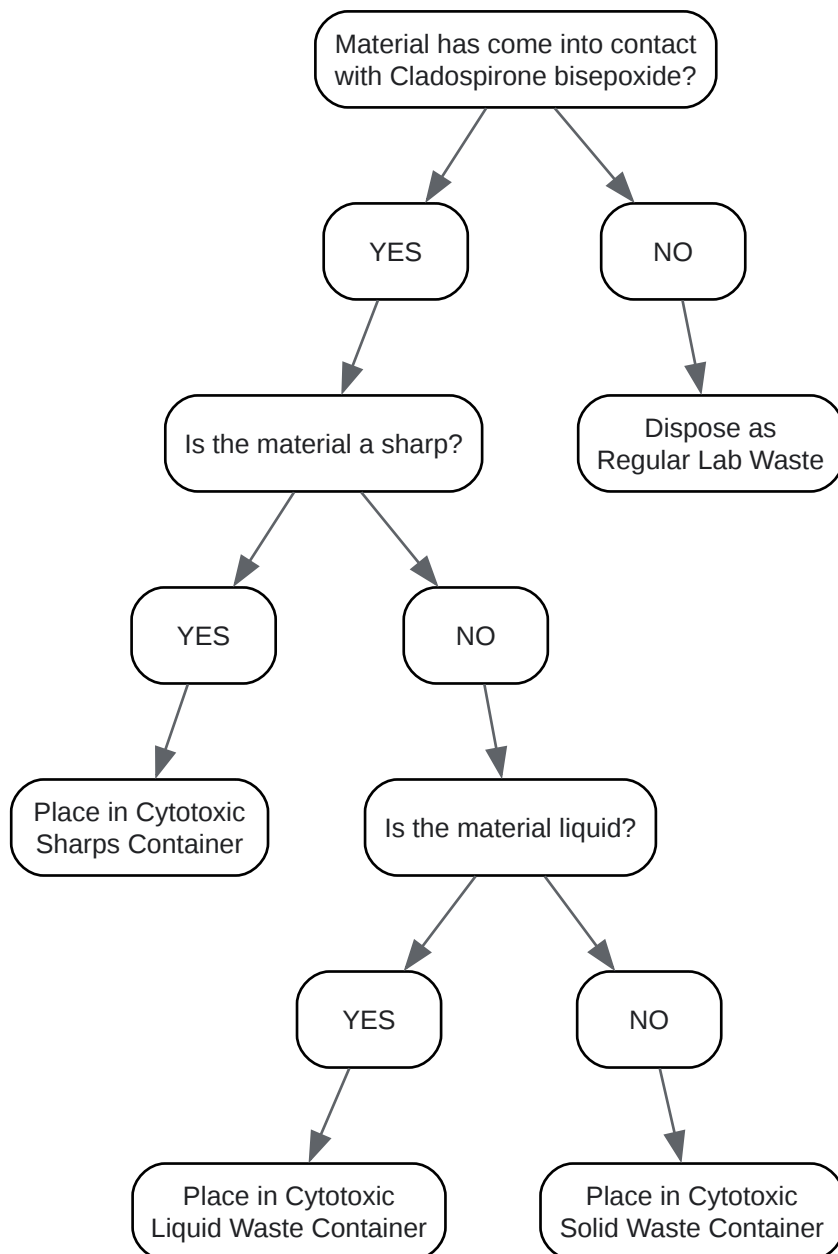 Material has come into contact
with Cladospirone bisepoxide?
YES
NO
Is the material a sharp?
Dispose as
Regular Lab Waste
YES
NO
Place in Cytotoxic
Sharps Container
Is the material liquid?
YES
NO
Place in Cytotoxic
Liquid Waste Container
Place in Cytotoxic
Solid Waste Container